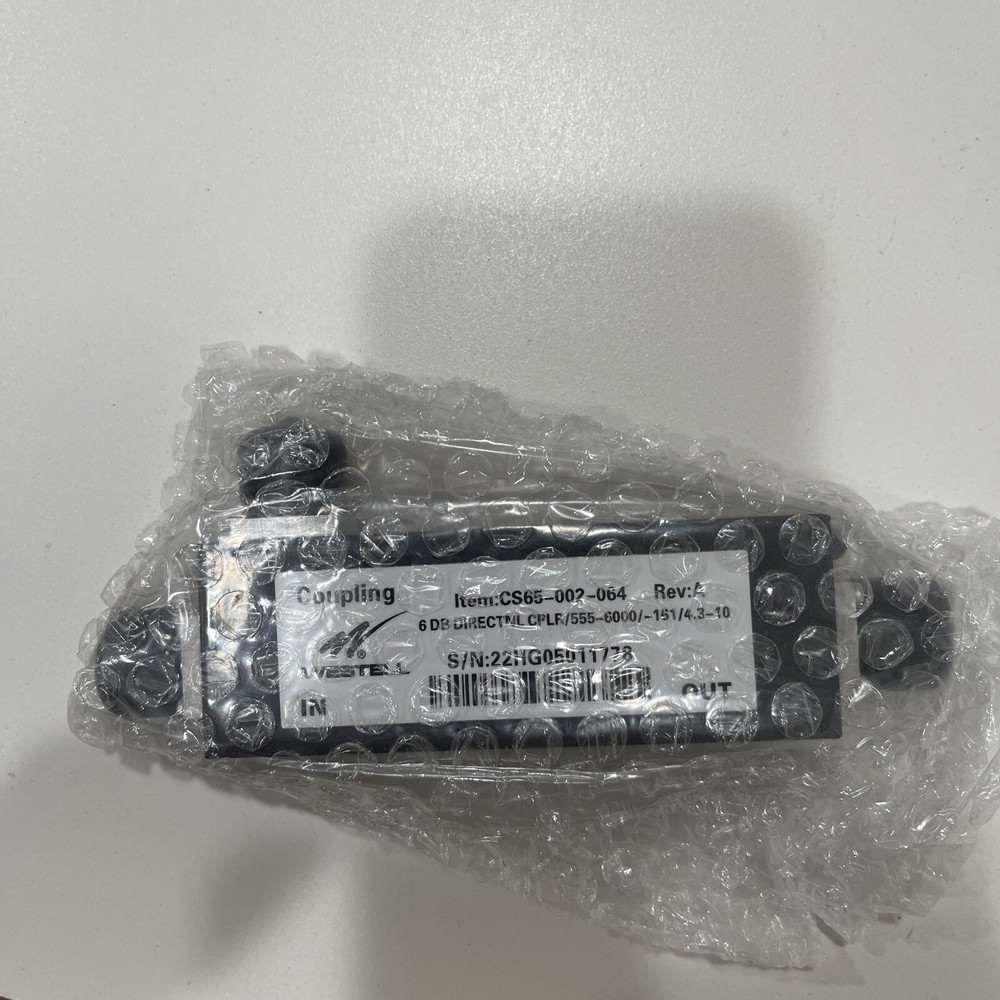 Coupling Item:CS65-002-064 Rev:A
6 DB DIRECTNL CPLR/555-6000/-161/4.3-10
WESTELL ®
S/N:22HG05011778
IN OUT